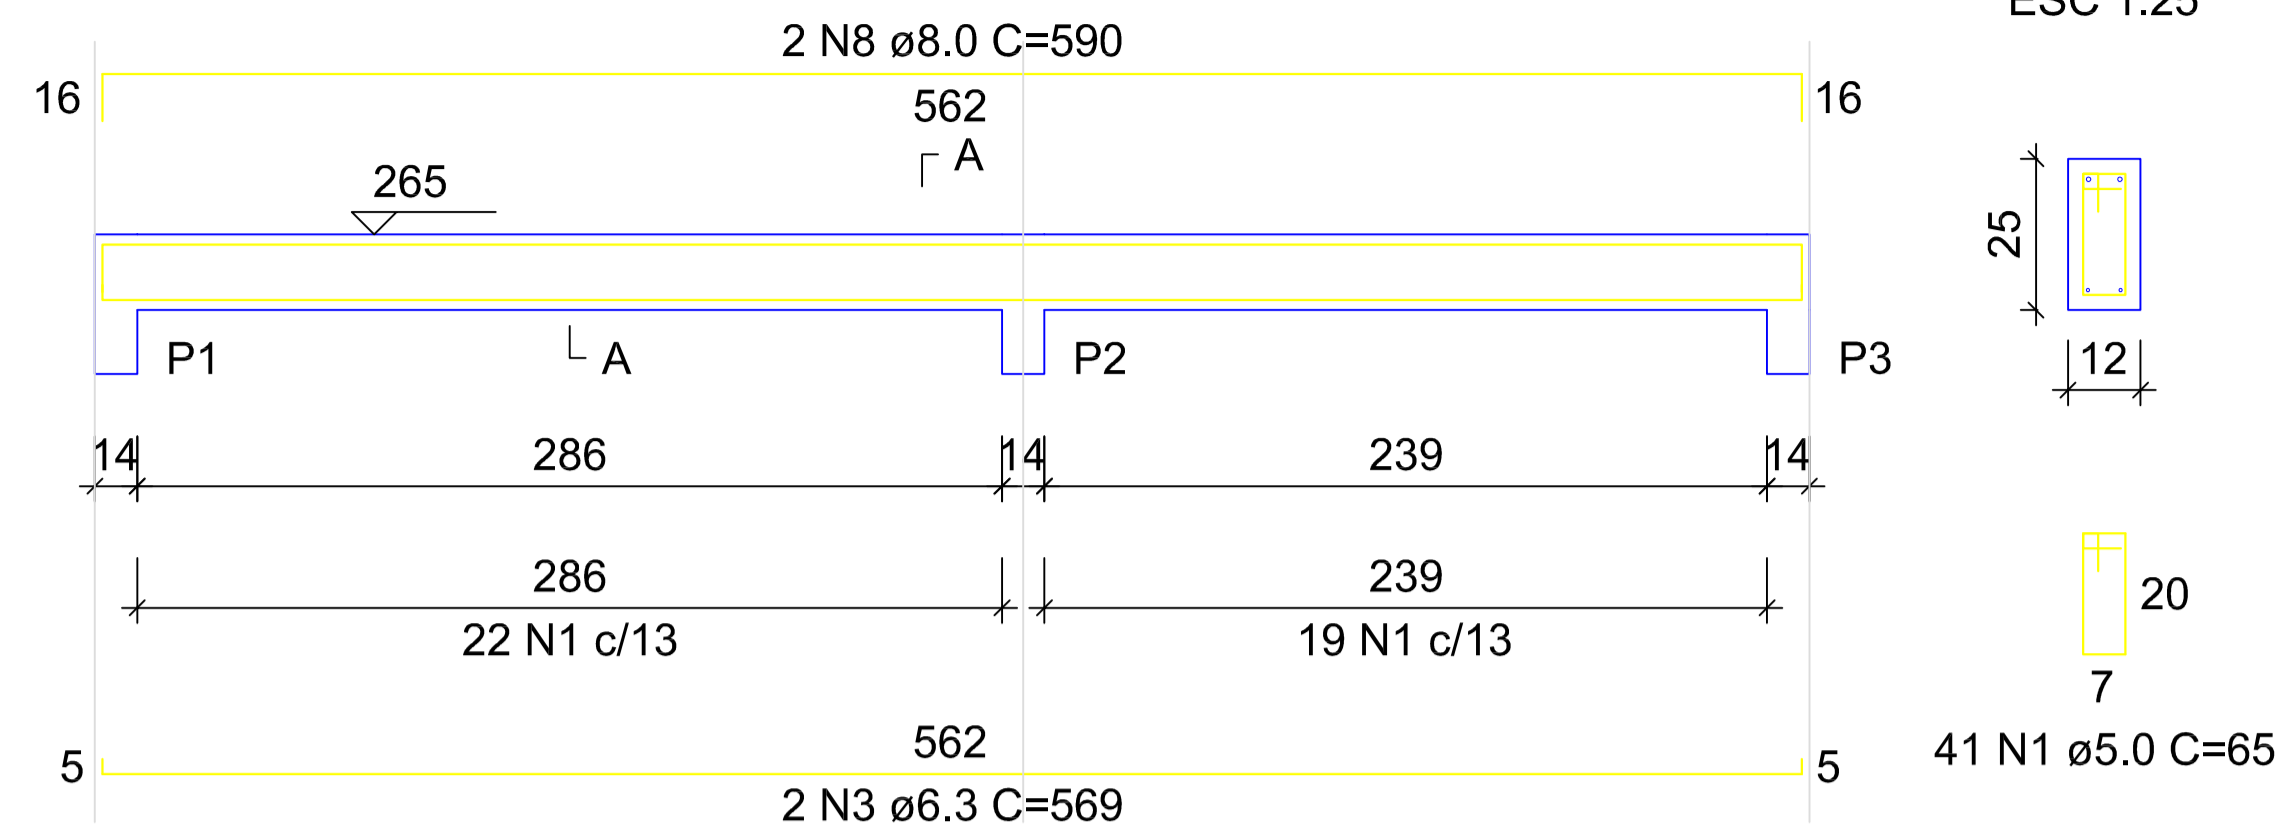 ESC 1:25
2 N8 ø8.0 C=590
16
562
16
A
265
25
P1
A
P2
P3
12
14
286
14
239
14
286
239
20
22 N1 c/13
19 N1 c/13
7
562
41 N1 ø5.0 C=65
5
5
2 N3 ø6.3 C=569